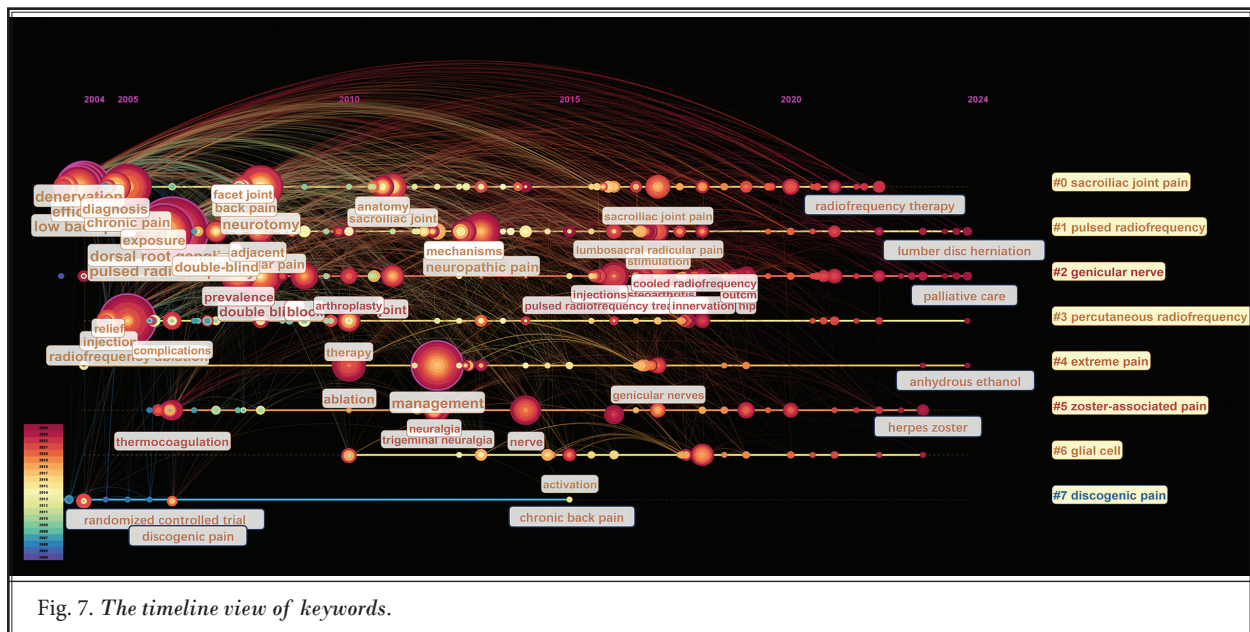 2004 2005 2010 2015 2020 2024
denervation
facet joint
#0 sacroiliac joint pain
diagnosis
back pain
anatomy
radiofrequency therapy
chronic pain
neurotomy
sacroiliac joint
sacroiliac joint pain
#1 pulsed radiofrequency
low
exposure
adjacent
mechanisms
lumbosacral radicular pain
lumber disc herniation
dorsal root
double-blind
pain
neuropathic pain
stimulation
pulsed
#2 genicular nerve
cooled radiofrequency
prevalence
injections
palliative care
double
arthroplasty
pulsed radiofrequency
innervation
hip
#3 percutaneous radiofrequency
relief
injection
complications
therapy
radiofrequency ablation
#4 extreme pain
anhydrous ethanol
ablation
management
genicular nerves
#5 zoster-associated pain
neuralgia
herpes zoster
thermocoagulation
trigeminal neuralgia
nerve
#6 glial cell
activation
#7 discogenic pain
randomized controlled trial
chronic back pain
discogenic pain
Fig. 7. The timeline view of keywords.